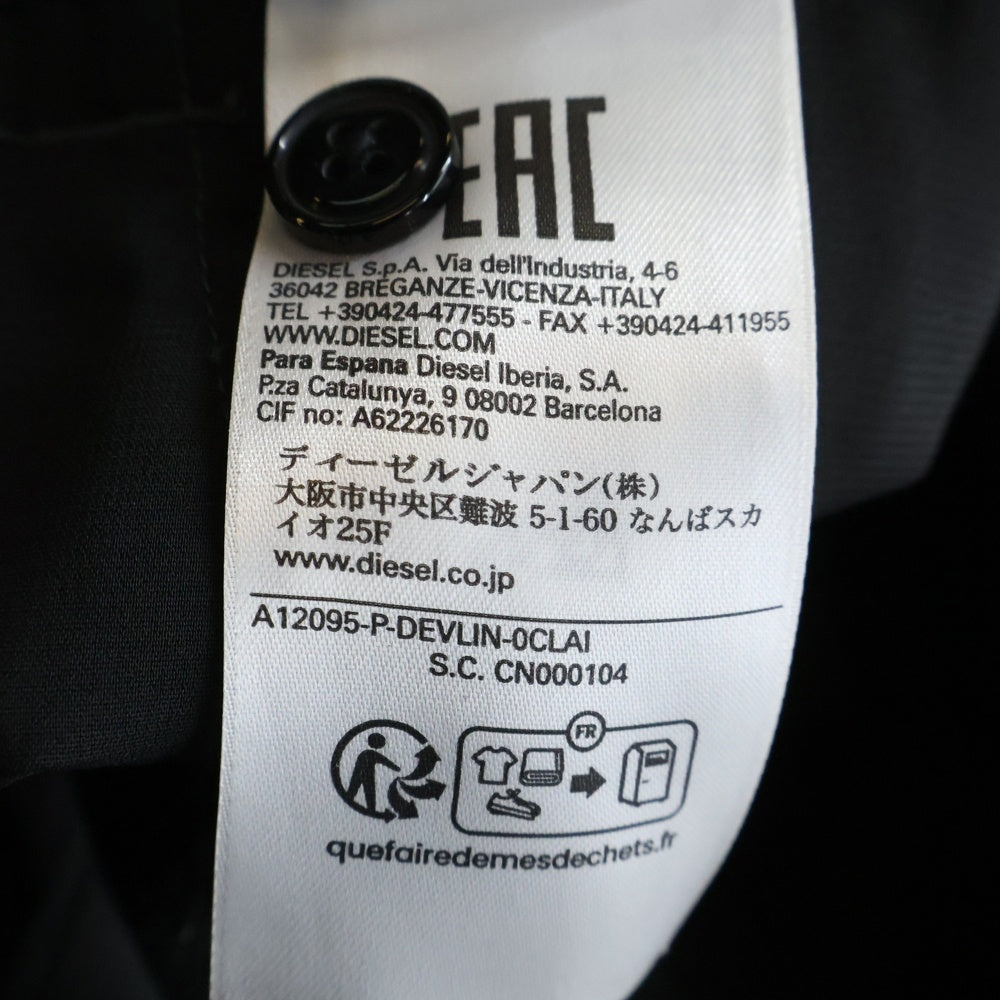 EAC
DIESEL S.p.A. Via dell'Industria, 4-6
36042 BREGANZE-VICENZA-ITALY
TEL +390424-477555 - FAX +390424-411955
WWW.DIESEL.COM
Para Espana Diesel Iberia, S.A.
P.za Catalunya, 9 08002 Barcelona
CIF no: A62226170
ディーゼルジャパン(株)
大阪市中央区難波 5-1-60 なんばスカ
イオ25F
www.diesel.co.jp
A12095-P-DEVLIN-0CLAI
S.C. CN000104
FR
quefairedemesdechets.fr